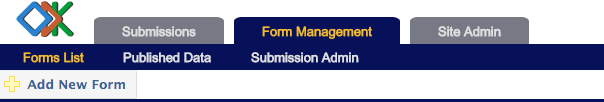 Submissions Form Management Site Admin
Forms List Published Data Submission Admin
Add New Form